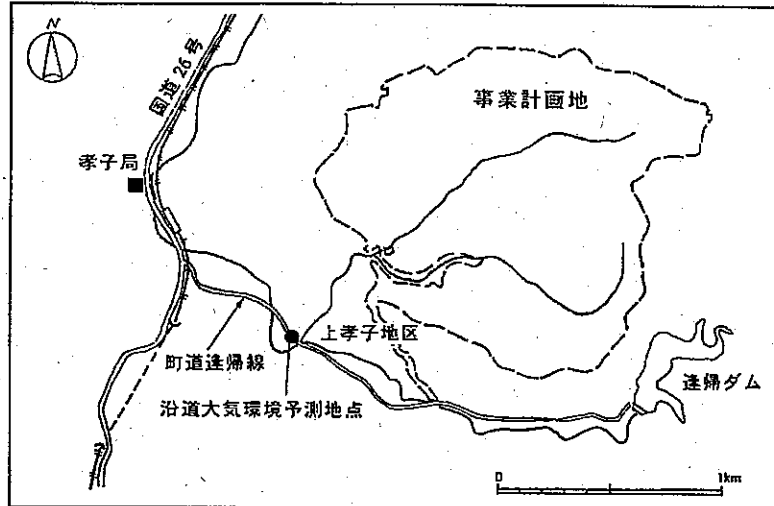 N
国道26号
事業計画地
孝子局
上孝子地区
町道逢帰線
逢帰ダム
沿道大気環境予測地点
0
1km